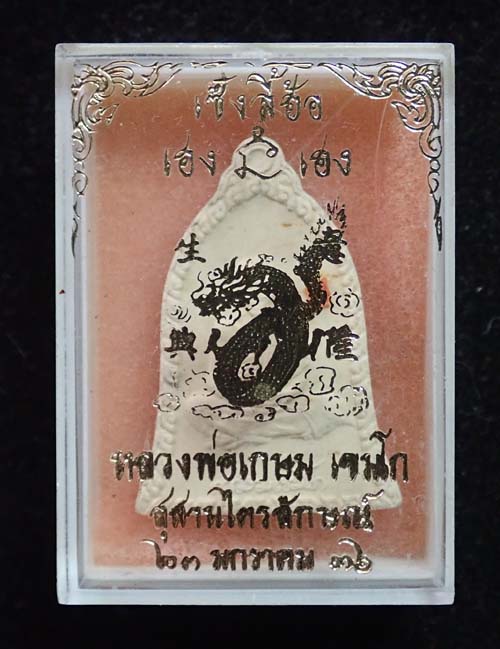 เซ็งลี้ฮ้อ
เฮง เฮง
生 意
興 隆
หลวงพ่อเกษม เขมโก
สุสานไตรลักษณ์
๒๓ มกราคม ๓๖